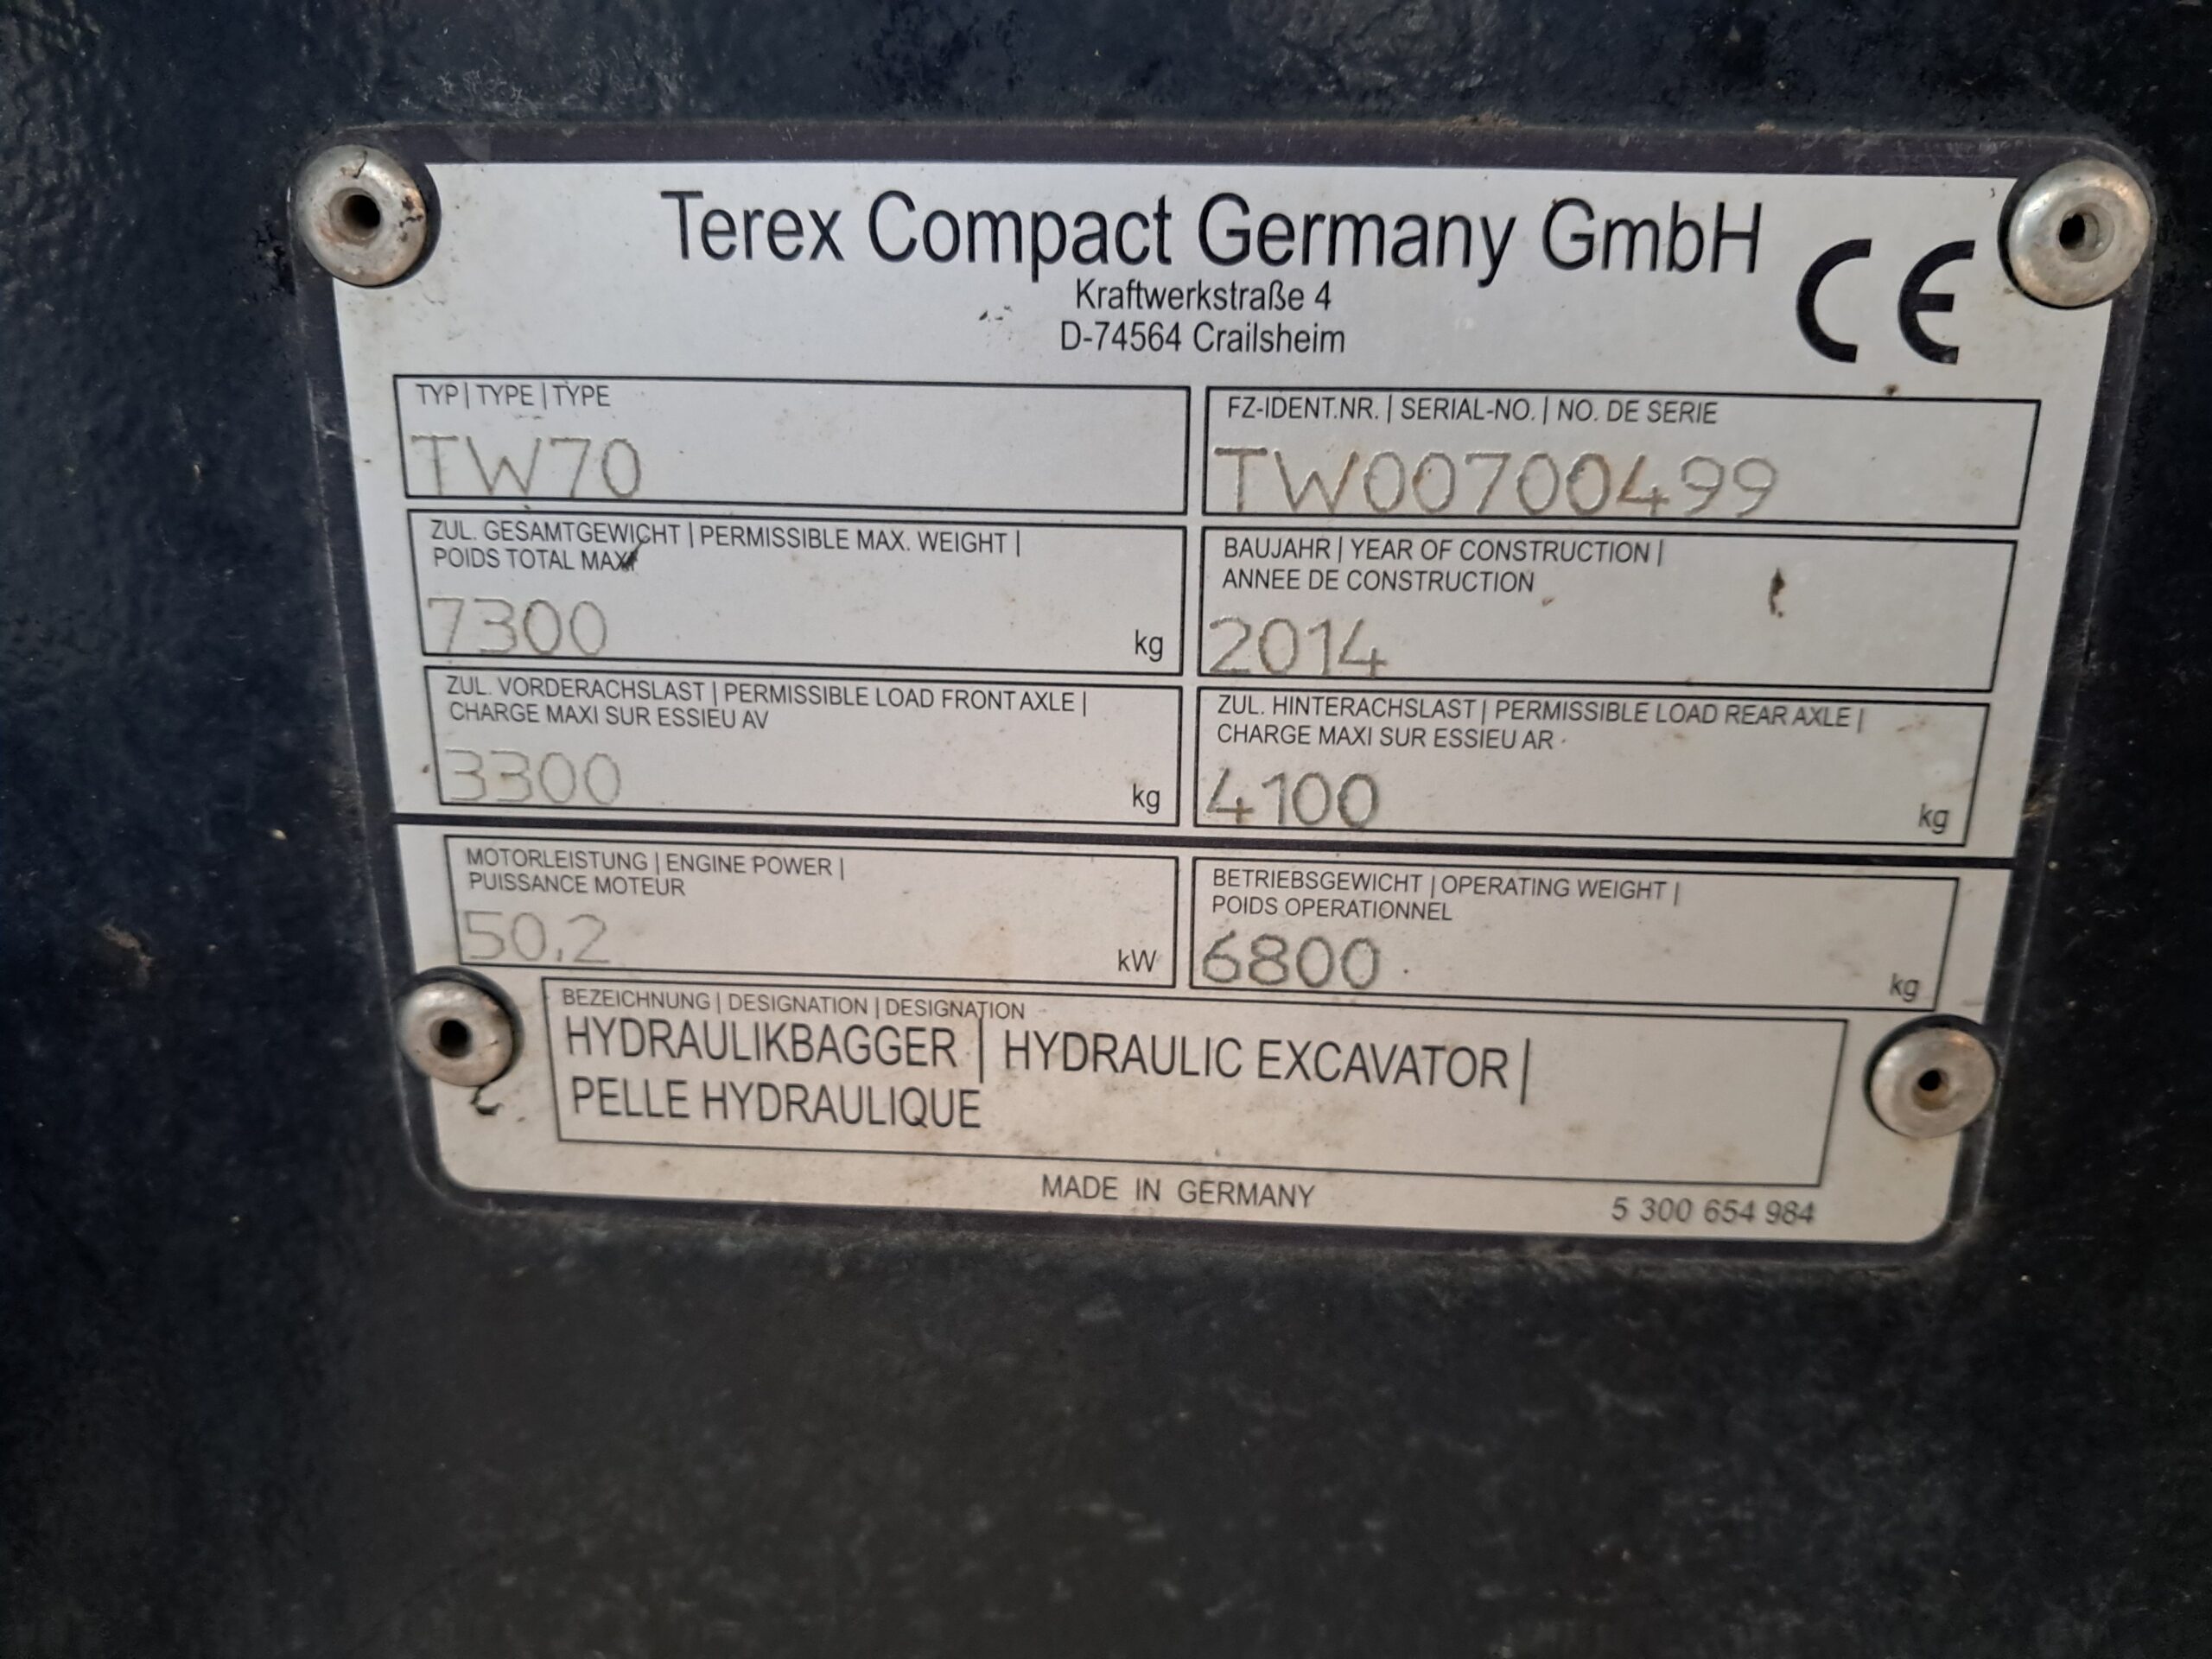 Terex Compact Germany GmbH
Kraftwerkstraße 4
D-74564 Crailsheim
CE
TYP | TYPE | TYPE
TW70
FZ-IDENT.NR. | SERIAL-NO. | NO. DE SERIE
TW00700499
ZUL. GESAMTGEWICHT | PERMISSIBLE MAX. WEIGHT |
POIDS TOTAL MAXI
7300 kg
BAUJAHR | YEAR OF CONSTRUCTION |
ANNEE DE CONSTRUCTION
2014
ZUL. VORDERACHSLAST | PERMISSIBLE LOAD FRONT AXLE |
CHARGE MAXI SUR ESSIEU AV
3300 kg
ZUL. HINTERACHSLAST | PERMISSIBLE LOAD REAR AXLE |
CHARGE MAXI SUR ESSIEU AR
4100 kg
MOTORLEISTUNG | ENGINE POWER |
PUISSANCE MOTEUR
50,2 kW
BETRIEBSGEWICHT | OPERATING WEIGHT |
POIDS OPERATIONNEL
6800 kg
BEZEICHNUNG | DESIGNATION | DESIGNATION
HYDRAULIKBAGGER | HYDRAULIC EXCAVATOR |
PELLE HYDRAULIQUE
MADE IN GERMANY
5 300 654 984